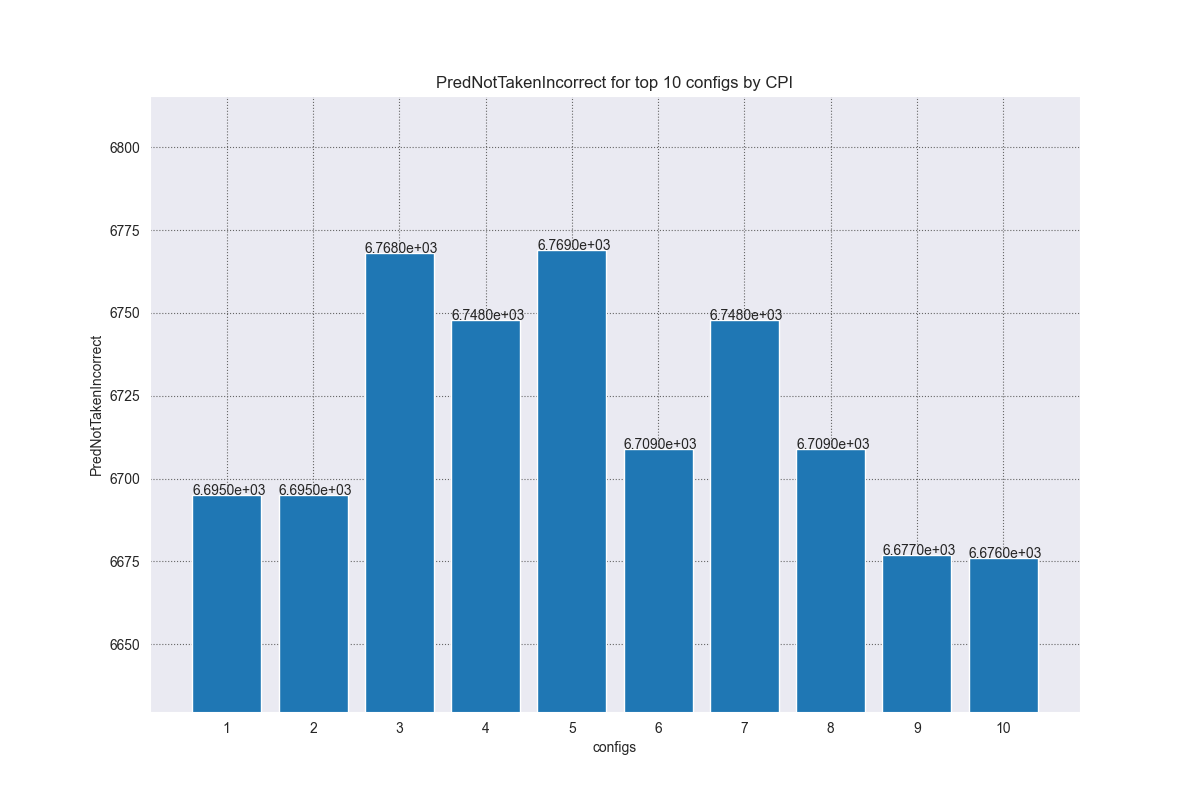 PredNotTakenIncorrect for top 10 configs by CPI
PredNotTakenIncorrect
6800
6775
6750
6725
6700
6675
6650
6.6950e+03
6.6950e+03
6.7680e+03
6.7480e+03
6.7690e+03
6.7090e+03
6.7480e+03
6.7090e+03
6.6770e+03
6.6760e+03
1 2 3 4 5 6 7 8 9 10
configs